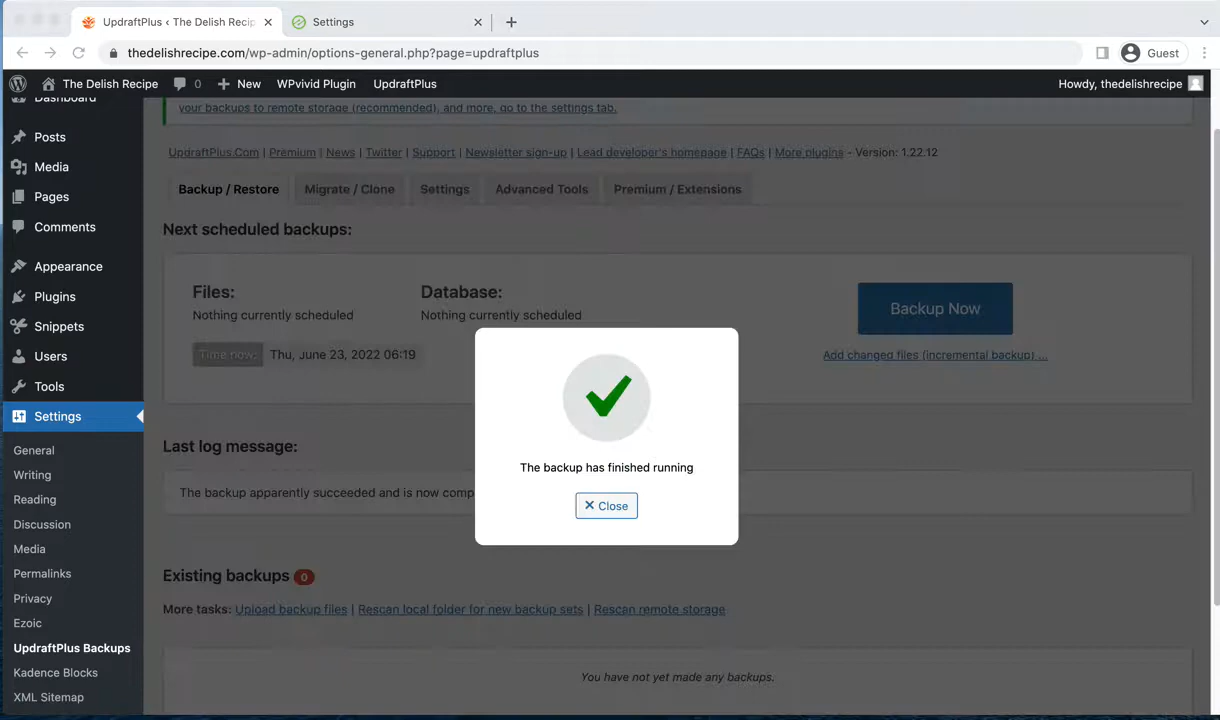 UpdraftPlus ‹ The Delish Recip
Settings
thedelishrecipe.com/wp-admin/options-general.php?page=updraftplus
Guest
The Delish Recipe
0
New
WPvivid Plugin
UpdraftPlus
Howdy, thedelishrecipe
Dashboard
Posts
Media
Pages
Comments
Appearance
Plugins
Snippets
Users
Tools
Settings
General
Writing
Reading
Discussion
Media
Permalinks
Privacy
Ezoic
UpdraftPlus Backups
Kadence Blocks
XML Sitemap
your backups to remote storage (recommended), and more, go to the settings tab.
UpdraftPlus.Com | Premium | News | Twitter | Support | Newsletter sign-up | Lead developer's homepage | FAQs | More plugins - Version: 1.22.12
Backup / Restore
Migrate / Clone
Settings
Advanced Tools
Premium / Extensions
Next scheduled backups:
Files:
Nothing currently scheduled
Database:
Nothing currently scheduled
Time now: Thu, June 23, 2022 06:19
Backup Now
Add changed files (incremental backup) ...
The backup has finished running
Close
Last log message:
The backup apparently succeeded and is now comp
Existing backups 0
More tasks: Upload backup files | Rescan local folder for new backup sets | Rescan remote storage
You have not yet made any backups.